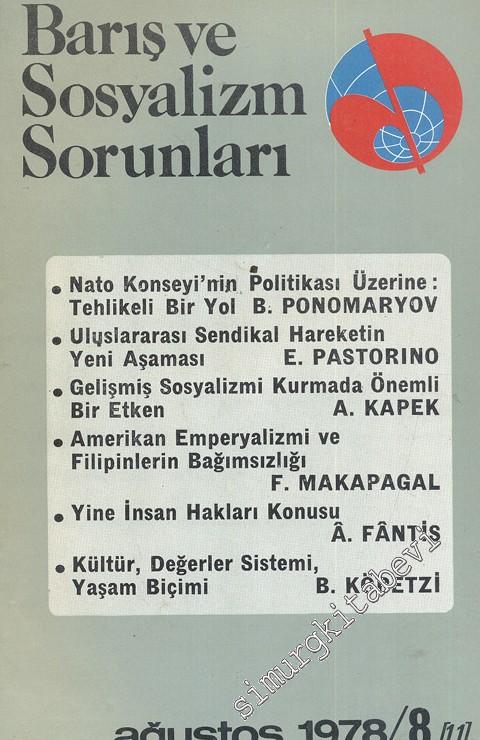 Barış ve
Sosyalizm
Sorunları
• Nato Konseyi'nin Politikası Üzerine :
Tehlikeli Bir Yol B. PONOMARYOV
• Uluslararası Sendikal Hareketin
Yeni Aşaması E. PASTORINO
• Gelişmiş Sosyalizmi Kurmada Önemli
Bir Etken A. KAPEK
• Amerikan Emperyalizmi ve
Filipinlerin Bağımsızlığı
F. MAKAPAGAL
• Yine İnsan Hakları Konusu
Â. FÂNTİS
• Kültür, Değerler Sistemi,
Yaşam Biçimi B. KÖPETZİ
simurgkitabevi
ağustos 1978/8 [11]